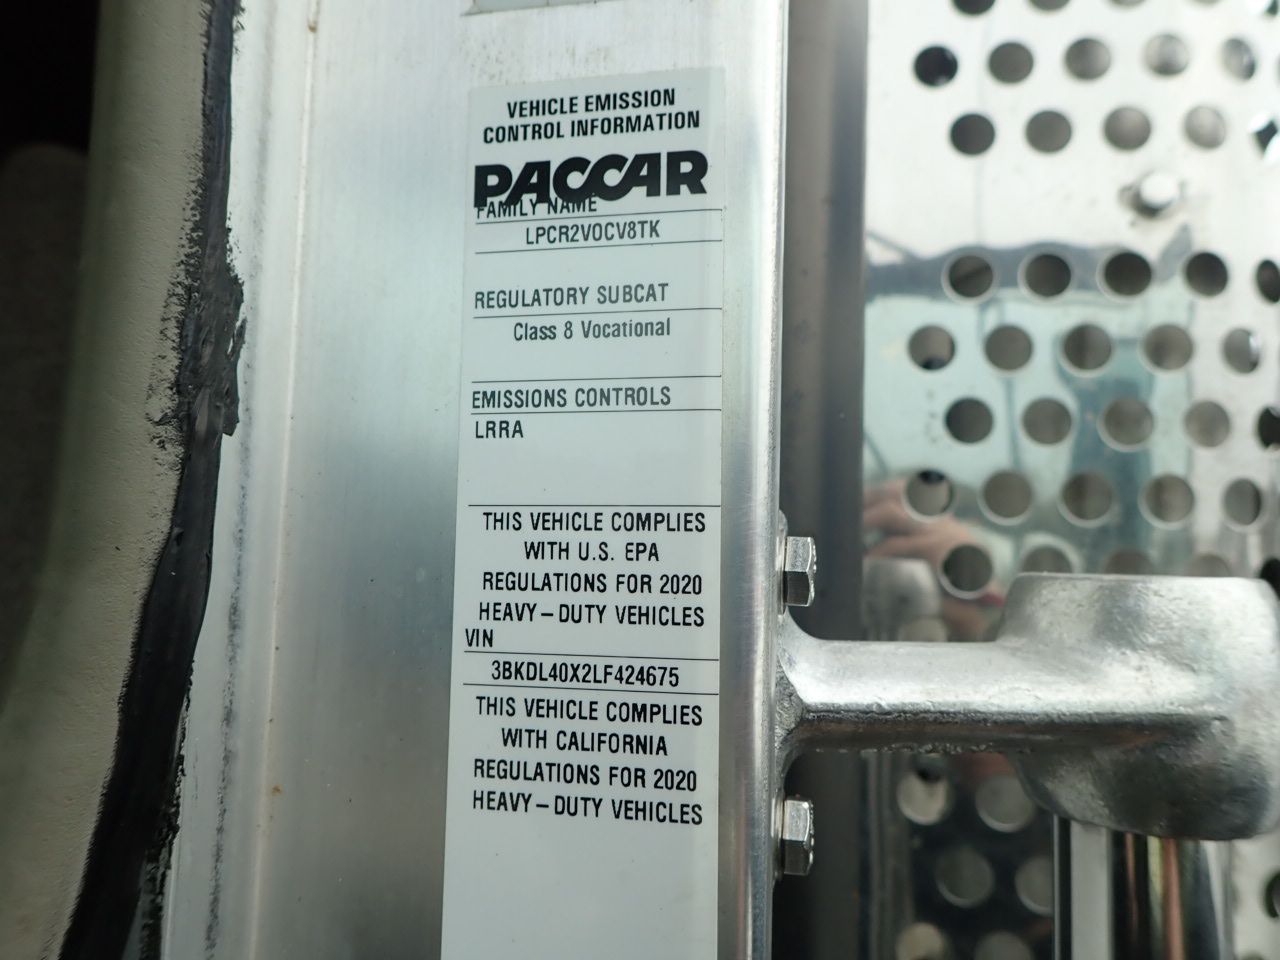 VEHICLE EMISSION
CONTROL INFORMATION
PACCAR
FAMILY NAME
LPCR2VOCV8TK
REGULATORY SUBCAT
Class 8 Vocational
EMISSIONS CONTROLS
LRRA
THIS VEHICLE COMPLIES
WITH U.S. EPA
REGULATIONS FOR 2020
HEAVY-DUTY VEHICLES
VIN
3BKDL40X2LF424675
THIS VEHICLE COMPLIES
WITH CALIFORNIA
REGULATIONS FOR 2020
HEAVY-DUTY VEHICLES